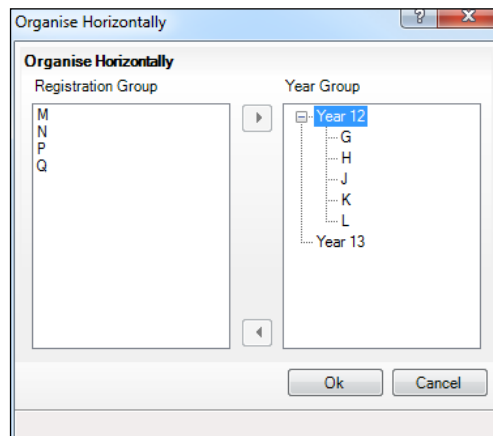 Organise Horizontally
?
Organise Horizontally
Registration Group
Year Group
M
N
P
Q
Year 12
G
H
J
K
L
Year 13
Ok
Cancel